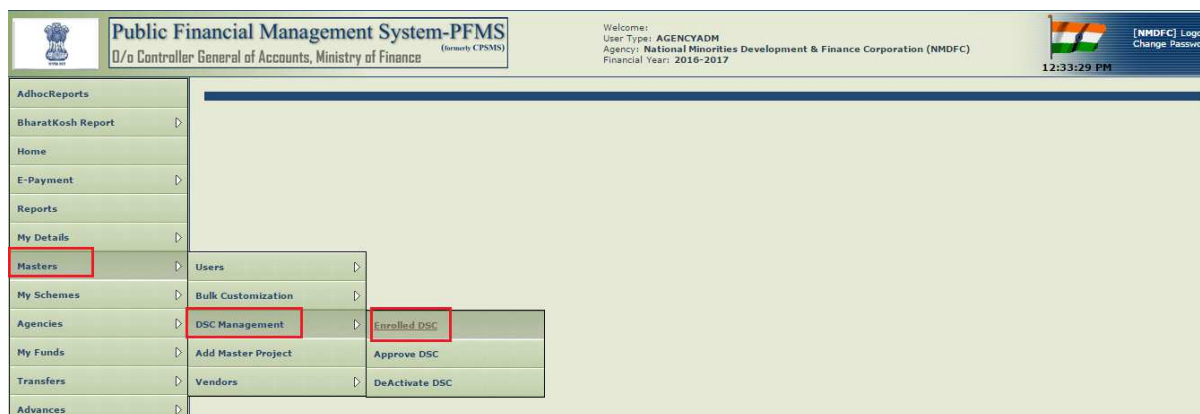 Public Financial Management System-PFMS
(formerly CPSMS)
O/o Controller General of Accounts, Ministry of Finance
Welcome:
User Type: AGENCYADM
Agency: National Minorities Development & Finance Corporation (NMDFC)
Financial Year: 2016-2017
12:33:29 PM
[NMDFC] Logo
Change Passwo
AdhocReports
BharatKosh Report
Home
E-Payment
Reports
My Details
Masters
My Schemes
Agencies
My Funds
Transfers
Advances
Users
Bulk Customization
DSC Management
Add Master Project
Vendors
Enrolled DSC
Approve DSC
DeActivate DSC